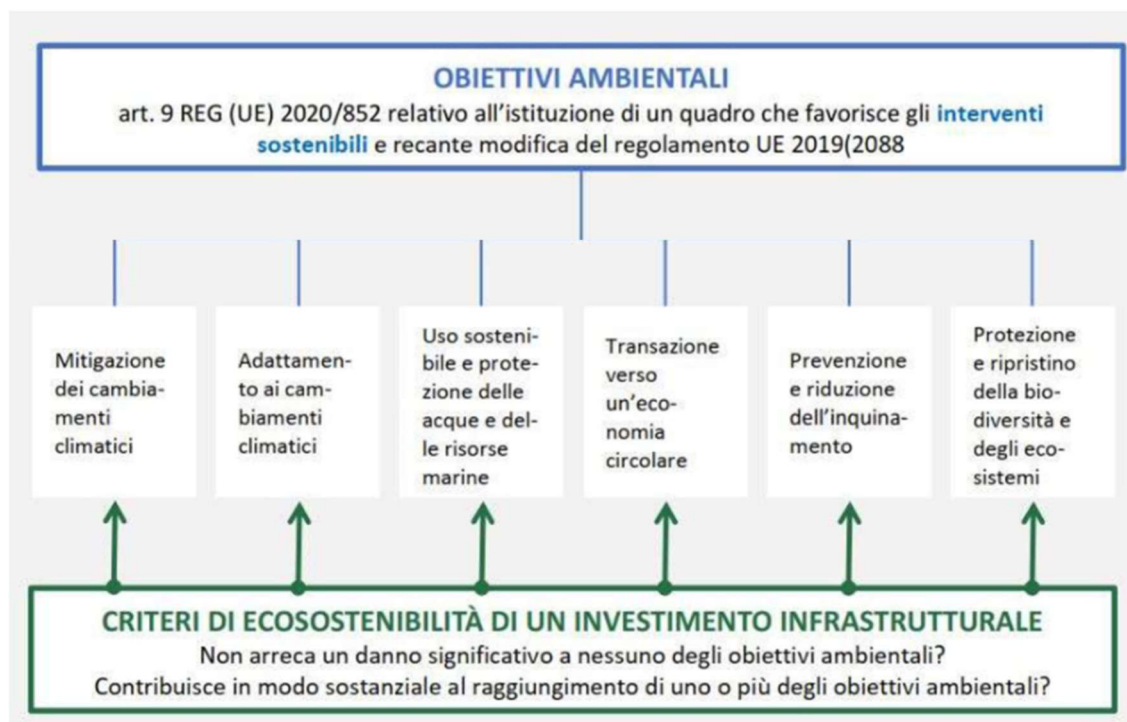 OBIETTIVI AMBIENTALI
art. 9 REG (UE) 2020/852 relativo all'istituzione di un quadro che favorisce gli interventi
sostenibili e recante modifica del regolamento UE 2019(2088
Mitigazione
dei cambia-
menti
climatici
Adattamen-
to ai cam-
biamenti
climatici
Uso sosteni-
bile e prote-
zione delle
acque e del-
le risorse
marine
Transazione
verso
un'eco-
nomia
circolare
Prevenzione
e riduzione
dell'inquina-
mento
Protezione
e ripristino
della bio-
diversità e
degli eco-
sistemi
CRITERI DI ECOSOSTENIBILITÀ DI UN INVESTIMENTO INFRASTRUTTURALE
Non arreca un danno significativo a nessuno degli obiettivi ambientali?
Contribuisce in modo sostanziale al raggiungimento di uno o più degli obiettivi ambientali?